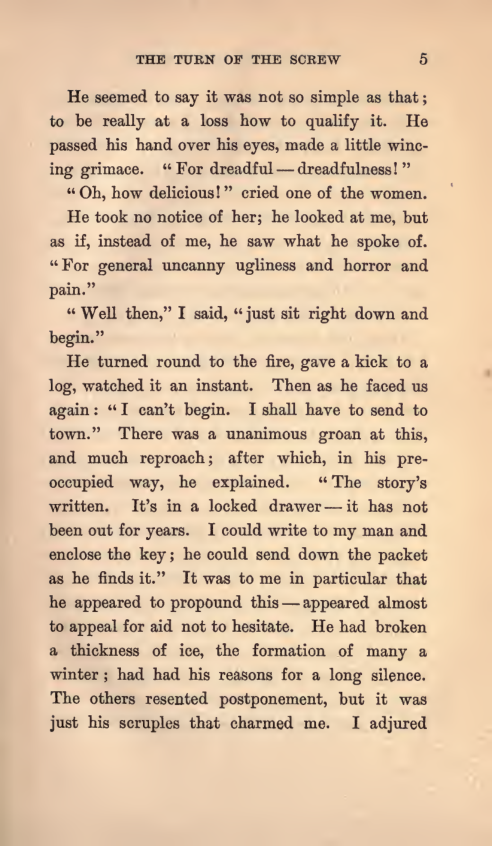 THE TURN OF THE SCREW 5
He seemed to say it was not so simple as that;
to be really at a loss how to qualify it. He
passed his hand over his eyes, made a little winc-
ing grimace. “For dreadful — dreadfulness!”
“Oh, how delicious!” cried one of the women.
He took no notice of her; he looked at me, but
as if, instead of me, he saw what he spoke of.
“For general uncanny ugliness and horror and
pain.”
“Well then,” I said, “just sit right down and
begin.”
He turned round to the fire, gave a kick to a
log, watched it an instant. Then as he faced us
again: “I can’t begin. I shall have to send to
town.” There was a unanimous groan at this,
and much reproach; after which, in his pre-
occupied way, he explained. “The story’s
written. It’s in a locked drawer — it has not
been out for years. I could write to my man and
enclose the key; he could send down the packet
as he finds it.” It was to me in particular that
he appeared to propound this — appeared almost
to appeal for aid not to hesitate. He had broken
a thickness of ice, the formation of many a
winter; had had his reasons for a long silence.
The others resented postponement, but it was
just his scruples that charmed me. I adjured